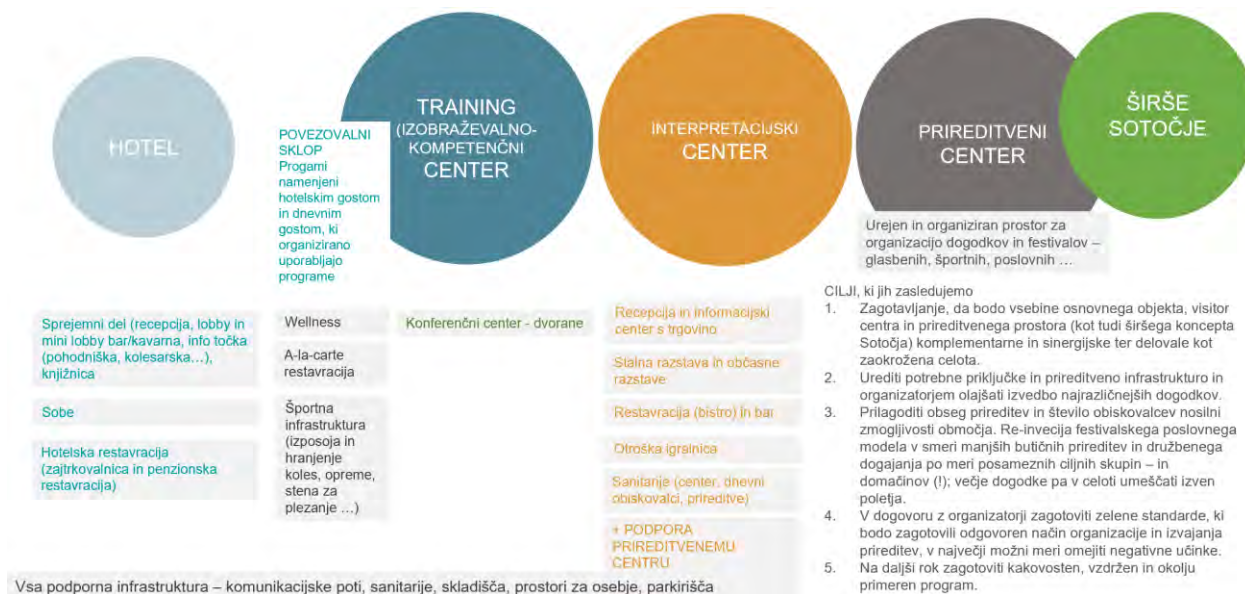 HOTEL
POVEZOVALNI
SKLOP
Progami
namenjeni
hotelskim gostom
in dnevnim
gostom, ki
organizirano
uporabljajo
programe
TRAINING
(IZOBRAŽEVALNO-
KOMPETENČNI
CENTER
INTERPRETACIJSKI
CENTER
PRIREDITVENI
CENTER
ŠIRŠE
SOTOČJE
Urejen in organiziran prostor za
organizacijo dogodkov in festivalov –
glasbenih, športnih, poslovnih ...
Sprejemni del (recepcija, lobby in
mini lobby bar/kavarna, info točka
(pohodniška, kolesarska...),
knjižnica
Sobe
Hotelska restavracija
(zajtrkovalnica in penzionska
restavracija)
Wellness
A-la-carte
restavracija
Športna
infrastruktura
(izposoja in
hranjenje
koles, opreme,
stena za
plezanje ...)
Konferenčni center - dvorane
Recepcija in informacijski
center s trgovino
Stalna razstava in občasne
razstave
Restavracija (bistro) in bar
Otroška igralnica
Sanitarije (center, dnevni
obiskovalci, prireditve)
+ PODPORA
PRIREDITVENEMU
CENTRU
CILJI, ki jih zasledujemo
1. Zagotavljanje, da bodo vsebine osnovnega objekta, visitor
centra in prireditvenega prostora (kot tudi širšega koncepta
Sotočja) komplementarne in sinergijske ter delovale kot
zaokrožena celota.
2. Urediti potrebne priključke in prireditveno infrastrukturo in
organizatorjem olajšati izvedbo najrazličnejših dogodkov.
3. Prilagoditi obseg prireditev in število obiskovalcev nosilni
zmogljivosti območja. Re-invecija festivalskega poslovnega
modela v smeri manjših butičnih prireditev in družbenega
dogajanja po meri posameznih ciljnih skupin – in
domačinov (!); večje dogodke pa v celoti umeščati izven
poletja.
4. V dogovoru z organizatorji zagotoviti zelene standarde, ki
bodo zagotovili odgovoren način organizacije in izvajanja
prireditev, v največji možni meri omejiti negativne učinke.
5. Na daljši rok zagotoviti kakovosten, vzdržen in okolju
primeren program.
Vsa podporna infrastruktura – komunikacijske poti, sanitarije, skladišča, prostori za osebje, parkirišča